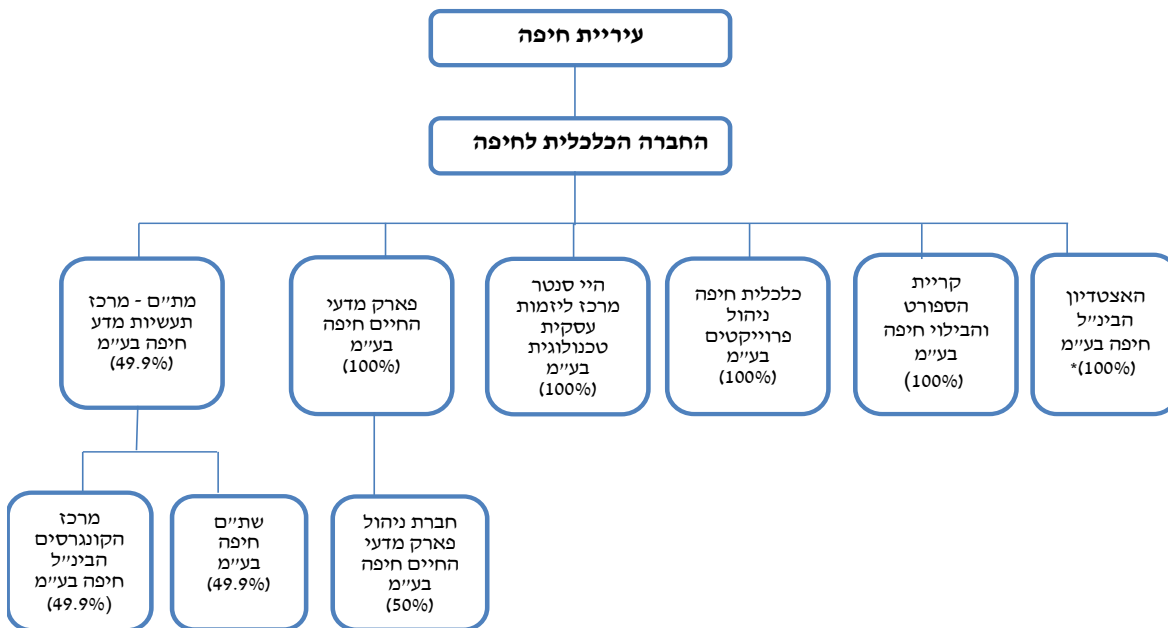 עיריית חיפה
החברה הכלכלית לחיפה
האצטדיון
הבינ״ל
חיפה בע״מ
(100%)*
קריית
הספורט
והבילוי חיפה
בע״מ
(100%)
כלכלית חיפה
ניהול
פרוייקטים
בע״מ
(100%)
היי סנטר
מרכז ליזמות
עסקית
טכנולוגית
בע״מ
(100%)
פארק מדעי
החיים חיפה
בע״מ
(100%)
מת״ם - מרכז
תעשיות מדע
חיפה בע״מ
(49.9%)
חברת ניהול
פארק מדעי
החיים חיפה
בע״מ
(50%)
שת״ם
חיפה
בע״מ
(49.9%)
מרכז
הקונגרסים
הבינ״ל
חיפה בע״מ
(49.9%)